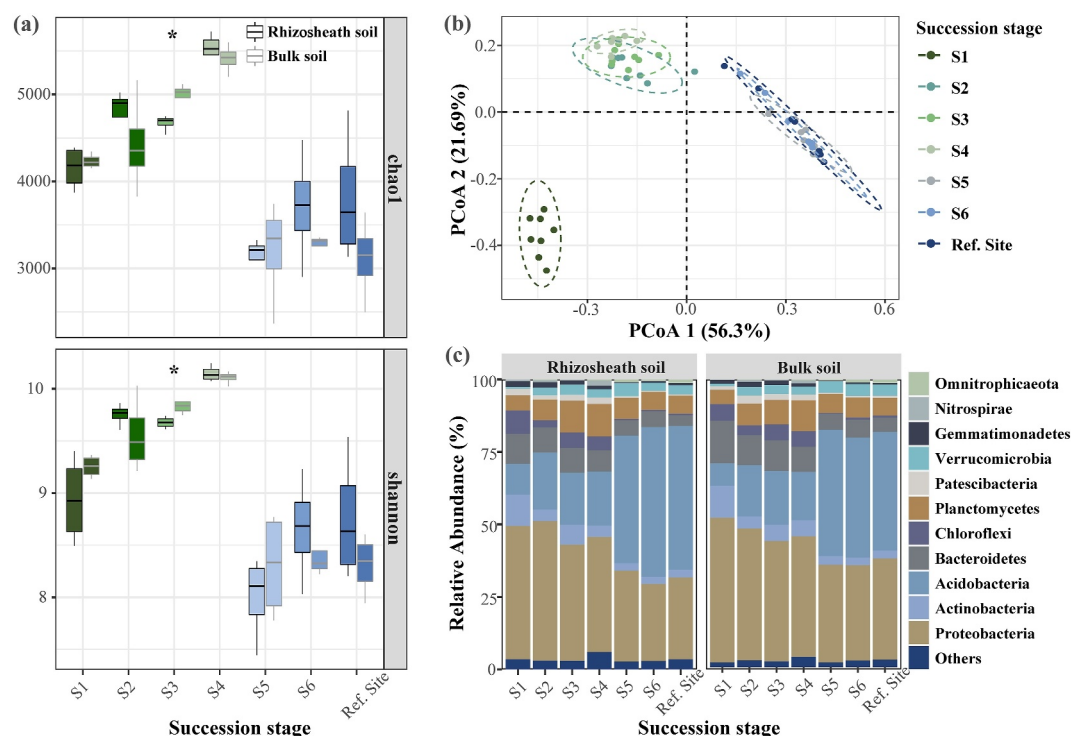 (a)
Rhizosheath soil
Bulk soil
*
5000
4000
3000
chao1
*
10
9
8
shannon
S1
S2
S3
S4
S5
S6
Ref. Site
Succession stage
(b)
0.2
0.0
-0.2
-0.4
PCoA 2 (21.69%)
-0.3
0.0
0.3
0.6
PCoA 1 (56.3%)
Succession stage
S1
S2
S3
S4
S5
S6
Ref. Site
(c)
Rhizosheath soil
Bulk soil
100
75
50
25
0
Relative Abundance (%)
S1
S2
S3
S4
S5
S6
Ref. Site
S1
S2
S3
S4
S5
S6
Ref. Site
Succession stage
Omnitrophicaeota
Nitrospirae
Gemmatimonadetes
Verrucomicrobia
Patescibacteria
Planctomycetes
Chloroflexi
Bacteroidetes
Acidobacteria
Actinobacteria
Proteobacteria
Others